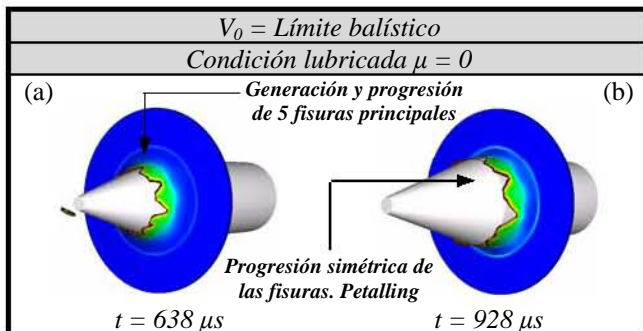 V₀ = Límite balístico
Condición lubricada μ = 0
(a)
Generación y progresión
de 5 fisuras principales
(b)
Progresión simétrica de
las fisuras. Petalling
t = 638 μs
t = 928 μs